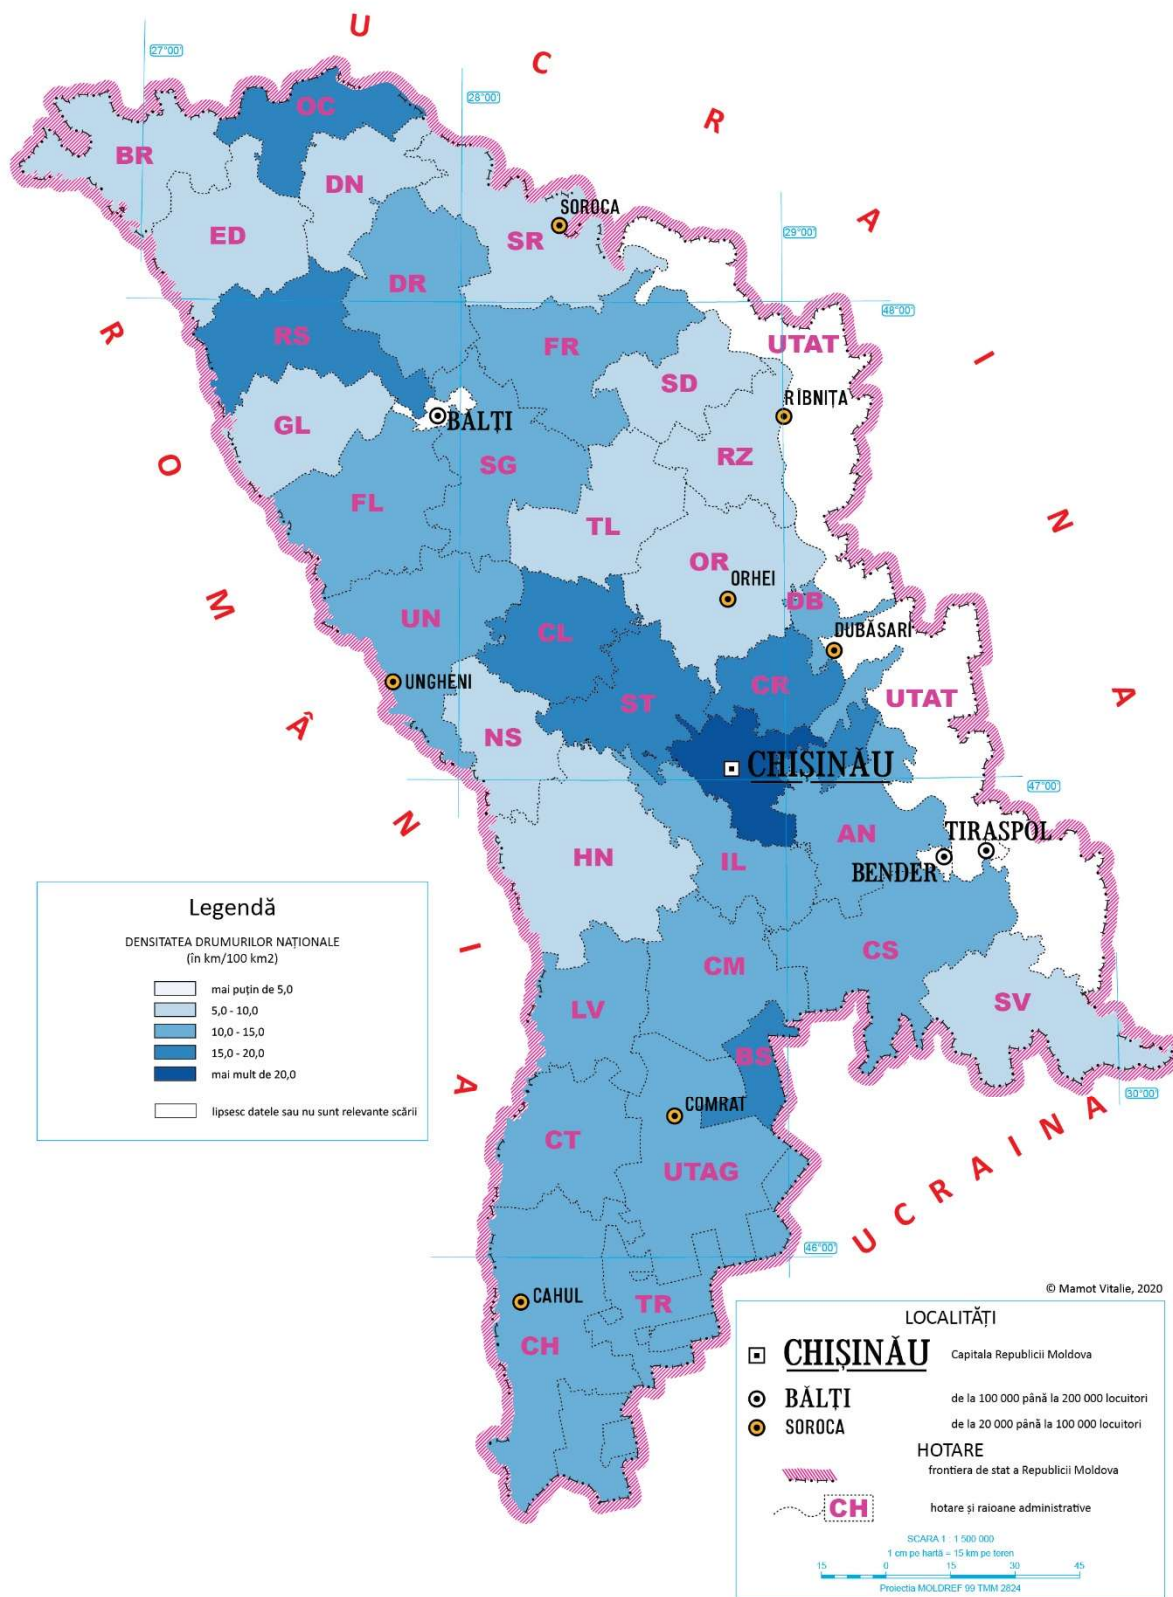 U C R A I N A
27°00'
28°00'
OC
BR
DN
SOROCA
ED
SR
29°00'
DR
48°00'
RS
FR
UTAT
SD
RÎBNIȚA
GL
BĂLȚI
RZ
SG
FL
TL
OR
ORHEI
DB
UN
CL
DUBĂSARI
UNGHENI
ST
CR
UTAT
NS
CHIȘINĂU
47°00'
R O M Â N I A
AN
TIRASPOL
HN
IL
BENDER
CM
CS
SV
LV
BS
30°00'
COMRAT
CT
UTAG
U C R A I N A
46°00'
CAHUL
TR
CH
Legendă
DENSITATEA DRUMURILOR NAȚIONALE
(în km/100 km2)
mai puțin de 5,0
5,0 - 10,0
10,0 - 15,0
15,0 - 20,0
mai mult de 20,0
lipsesc datele sau nu sunt relevante scării
© Mamot Vitalie, 2020
LOCALITĂȚI
CHIȘINĂU Capitala Republicii Moldova
BĂLȚI de la 100 000 până la 200 000 locuitori
SOROCA de la 20 000 până la 100 000 locuitori
HOTARE
frontiera de stat a Republicii Moldova
CH hotare și raioane administrative
SCARA 1 : 1 500 000
1 cm pe hartă = 15 km pe teren
15 0 15 30 45
Proiectia MOLDREF 99 TMM 2824